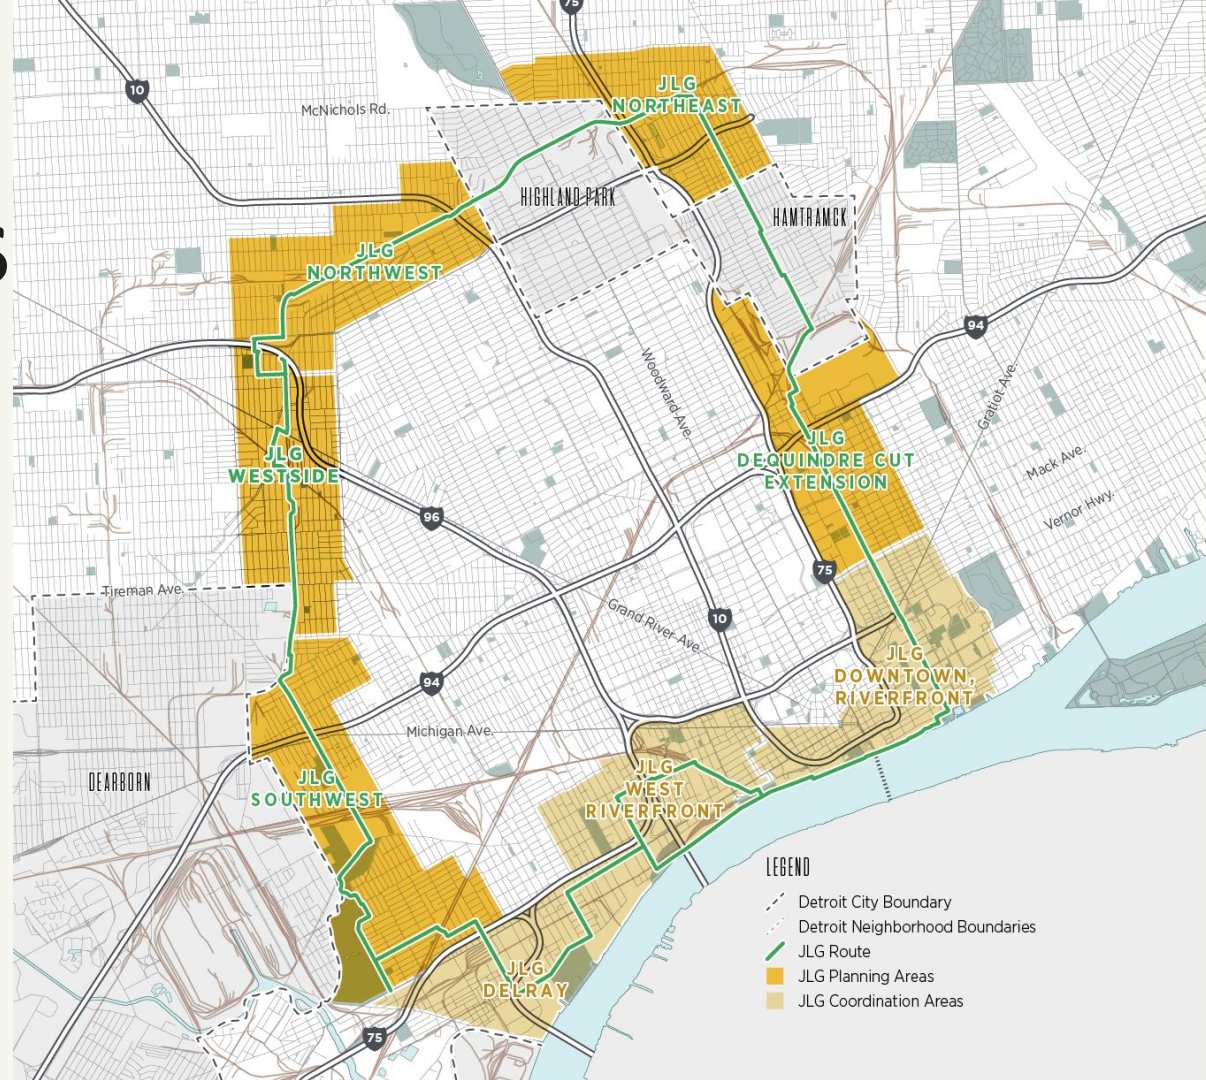 75
10
McNichols Rd.
JLG
NORTHEAST
HIGHLAND PARK
HAMTRAMCK
JLG
NORTHWEST
94
Woodward Ave.
Gratiot Ave.
JLG
DEQUINDRE CUT
EXTENSION
JLG
WESTSIDE
Mack Ave.
Vernor Hwy.
96
75
Tireman Ave.
Grand River Ave.
10
JLG
DOWNTOWN,
RIVERFRONT
94
Michigan Ave.
DEARBORN
JLG
SOUTHWEST
JLG
WEST
RIVERFRONT
JLG
DELRAY
75
LEGEND
Detroit City Boundary
Detroit Neighborhood Boundaries
JLG Route
JLG Planning Areas
JLG Coordination Areas